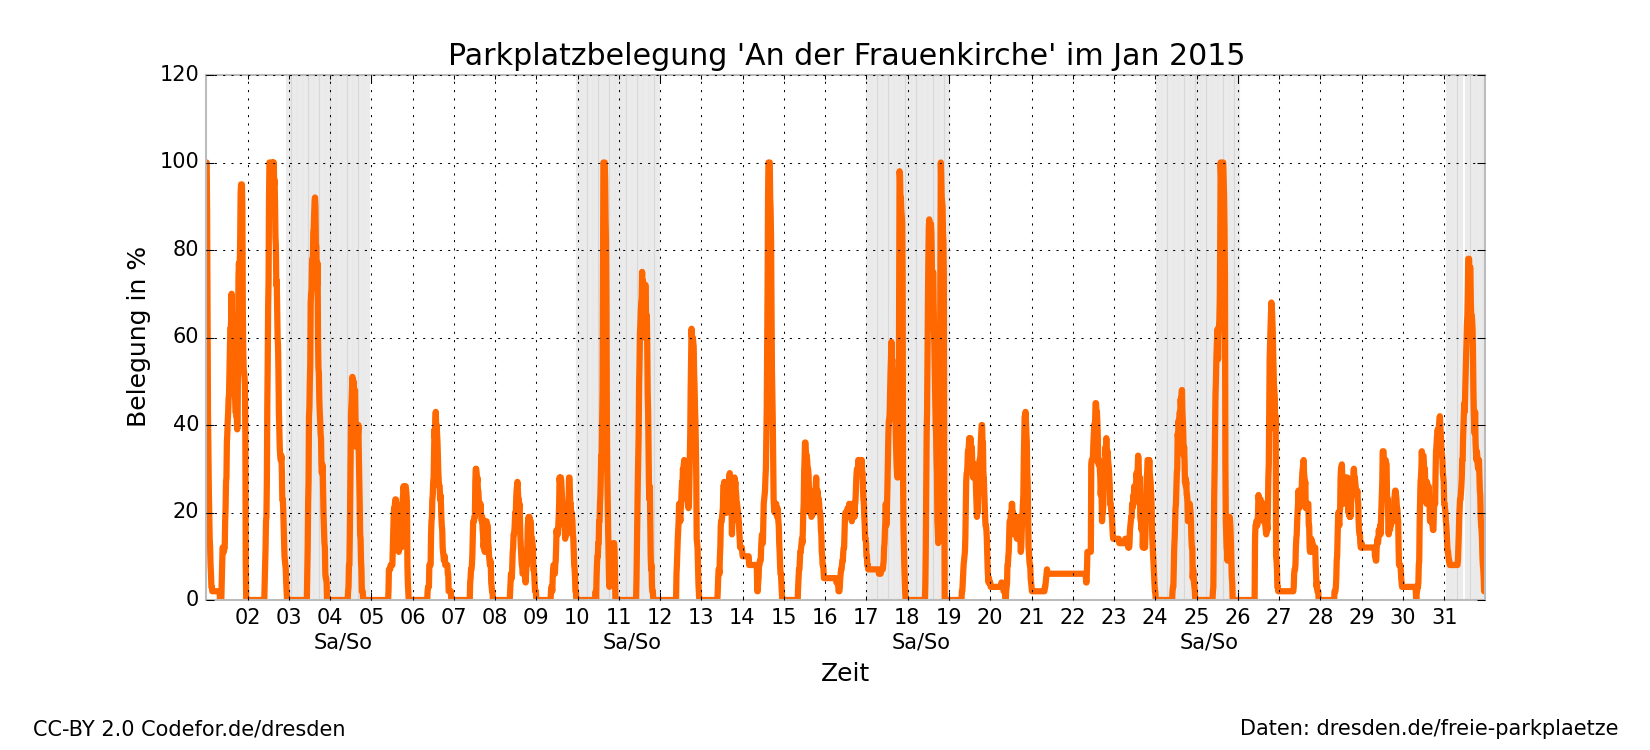 Parkplatzbelegung 'An der Frauenkirche' im Jan 2015
120
100
80
60
40
20
0
Belegung in %
02 03 04 05 06 07 08 09 10 11 12 13 14 15 16 17 18 19 20 21 22 23 24 25 26 27 28 29 30 31
Sa/So Sa/So Sa/So Sa/So
Zeit
CC-BY 2.0 Codefor.de/dresden
Daten: dresden.de/freie-parkplaetze